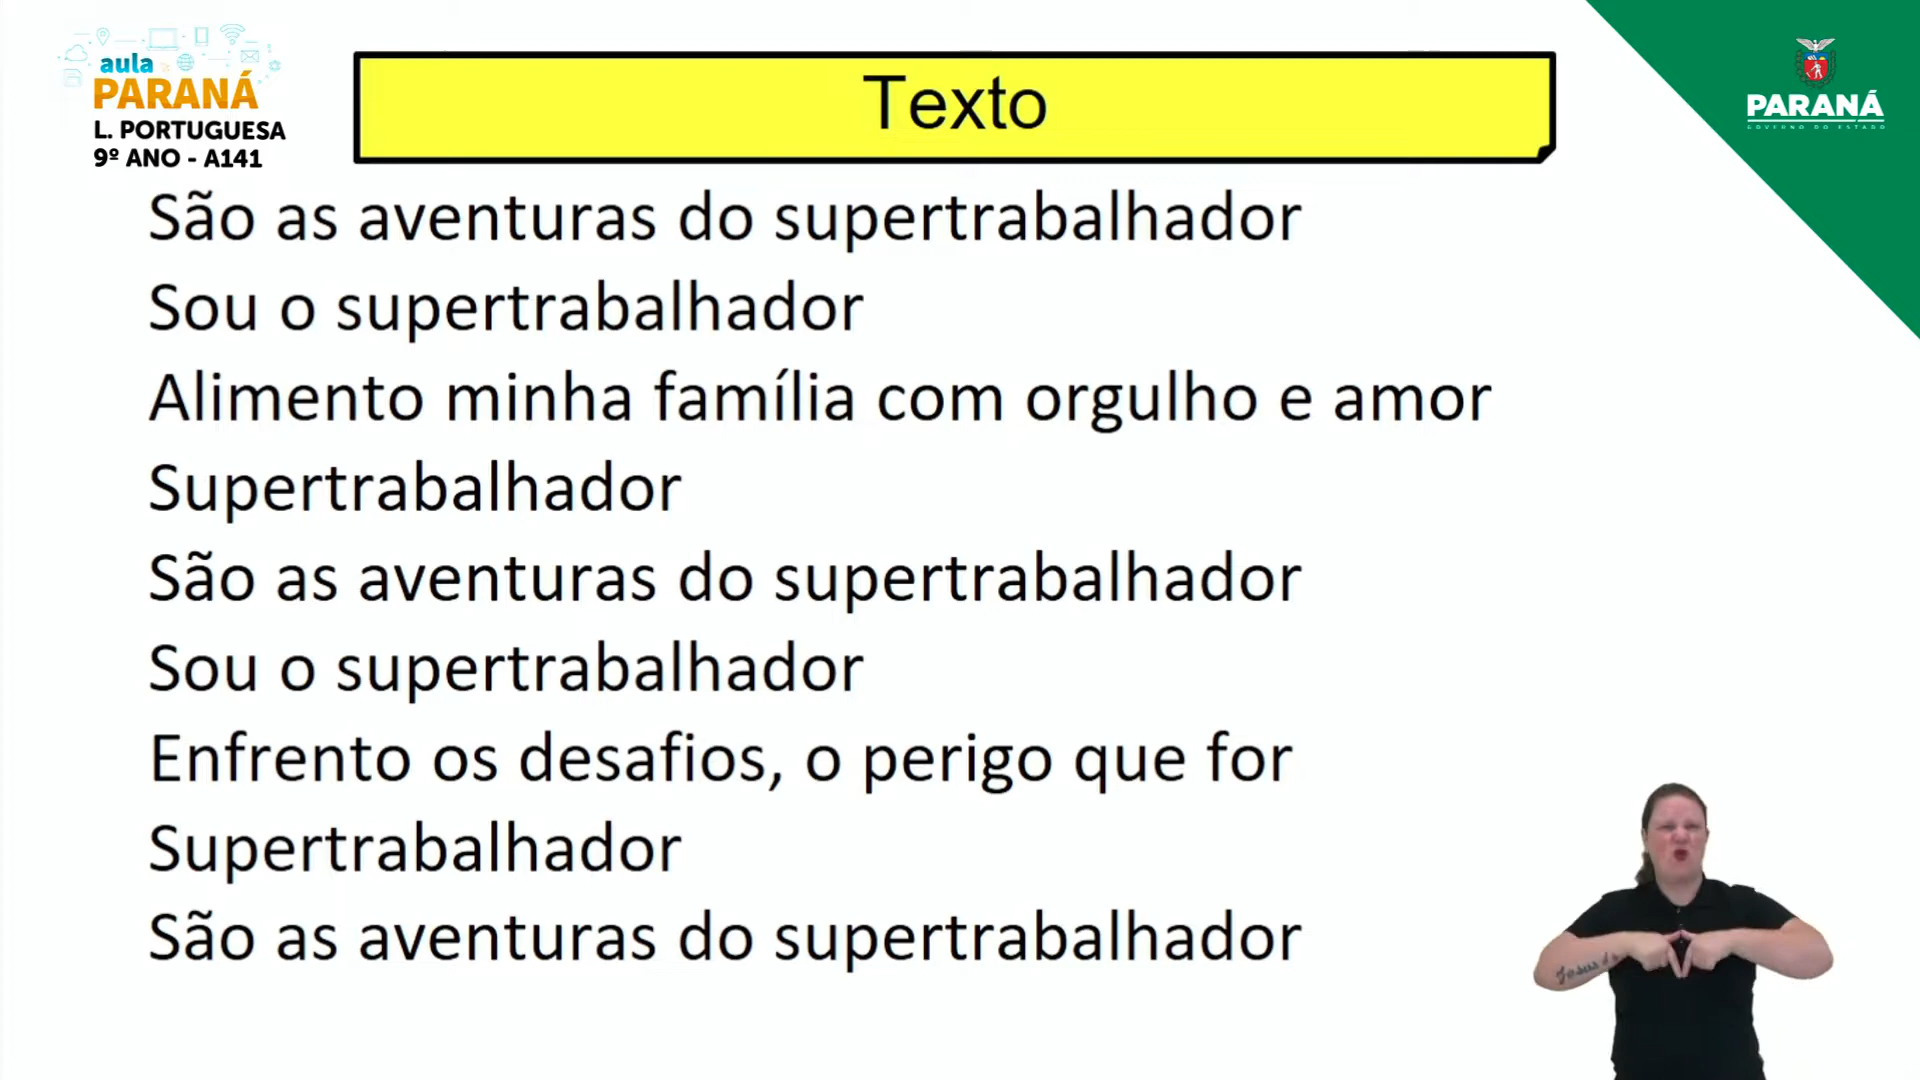 aula
PARANÁ
L. PORTUGUESA
9º ANO - A141
Texto
PARANÁ
GOVERNO DO ESTADO
São as aventuras do supertrabalhador
Sou o supertrabalhador
Alimento minha família com orgulho e amor
Supertrabalhador
São as aventuras do supertrabalhador
Sou o supertrabalhador
Enfrento os desafios, o perigo que for
Supertrabalhador
São as aventuras do supertrabalhador
Jesus